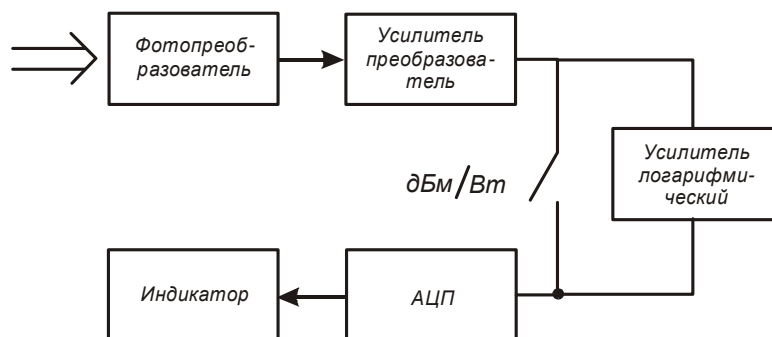 Фотопреоб-
разователь
Усилитель
преобразова-
тель
Усилитель
логарифми-
ческий
дБм/Вт
Индикатор
АЦП